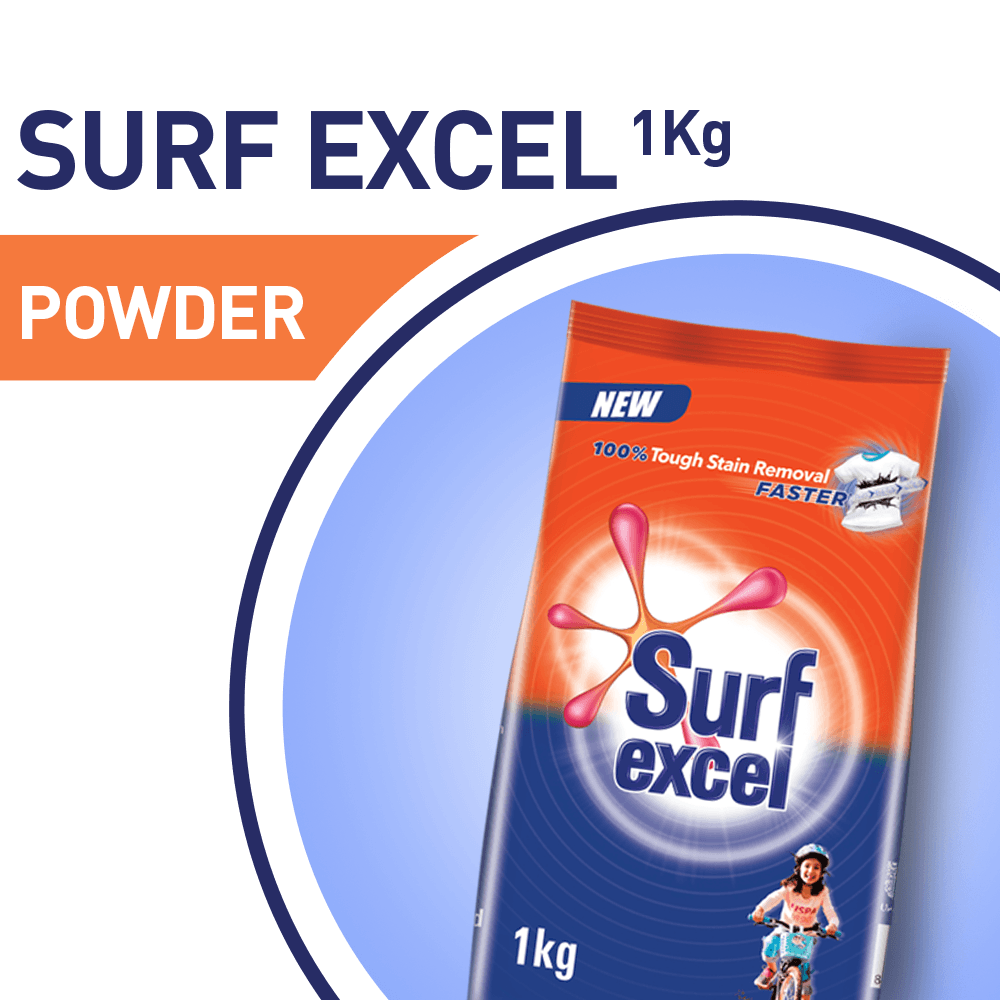 SURF EXCEL 1Kg
POWDER
NEW
100% Tough Stain Removal
FASTER
Surf
excel
1kg